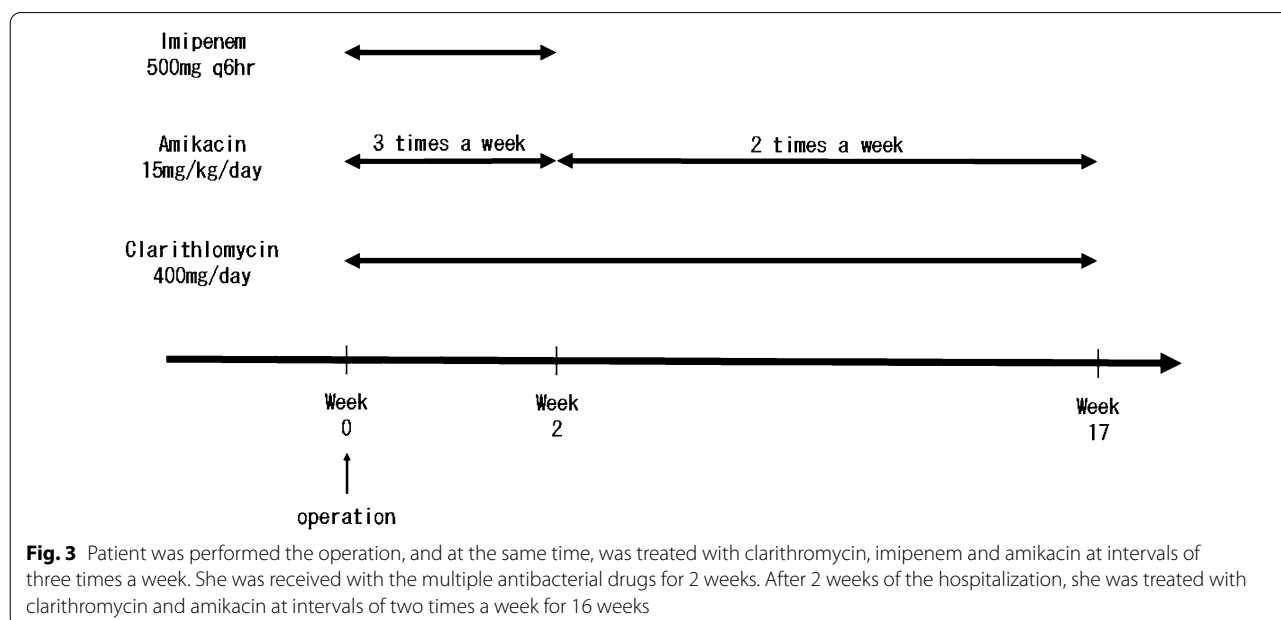 Imipenem
500mg q6hr
Amikacin
15mg/kg/day
3 times a week
2 times a week
Clarithlomycin
400mg/day
Week
0
Week
2
Week
17
operation
Fig. 3 Patient was performed the operation, and at the same time, was treated with clarithromycin, imipenem and amikacin at intervals of
three times a week. She was received with the multiple antibacterial drugs for 2 weeks. After 2 weeks of the hospitalization, she was treated with
clarithromycin and amikacin at intervals of two times a week for 16 weeks